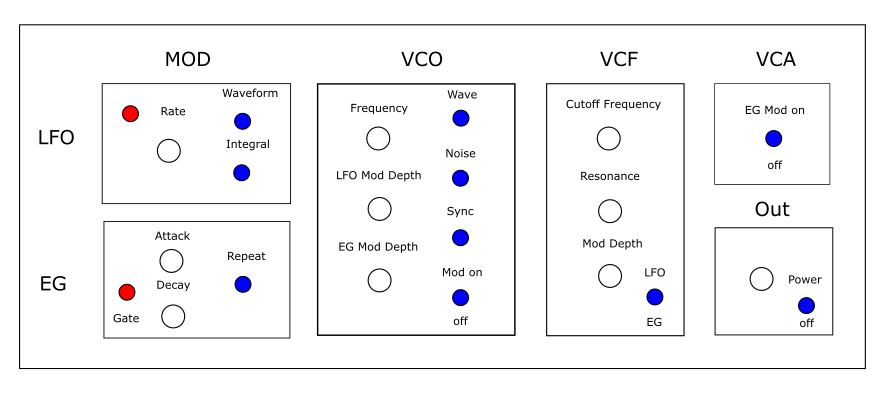 MOD
VCO
VCF
VCA
LFO
Rate
Waveform
Integral
EG
Attack
Decay
Gate
Repeat
Frequency
LFO Mod Depth
EG Mod Depth
Wave
Noise
Sync
Mod on
off
Cutoff Frequency
Resonance
Mod Depth
LFO
EG
EG Mod on
off
Out
Power
off